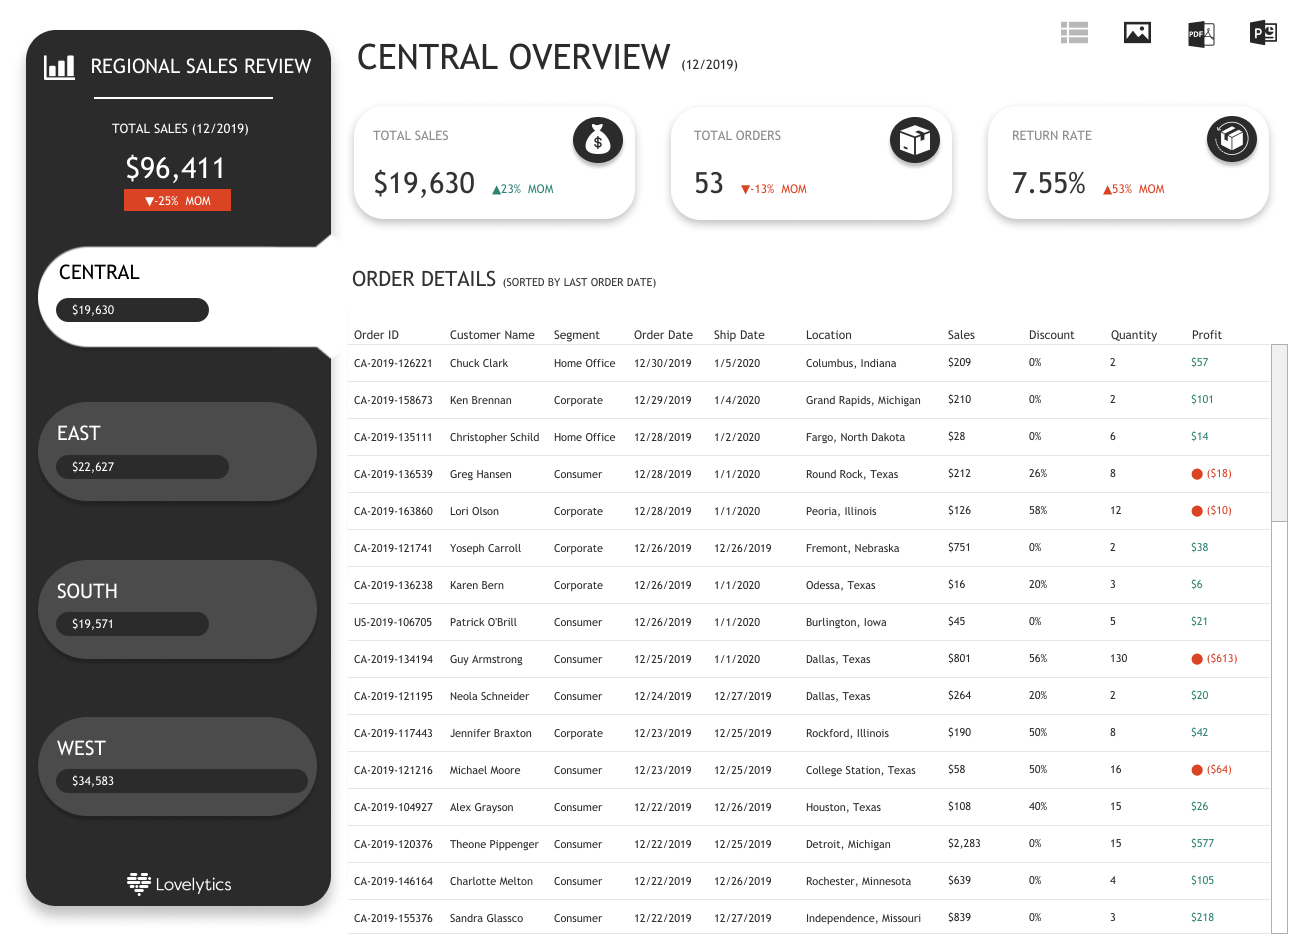 REGIONAL SALES REVIEW
TOTAL SALES (12/2019)
$96,411
▼-25% MOM
CENTRAL
$19,630
EAST
$22,627
SOUTH
$19,571
WEST
$34,583
Lovelytics
PDF
P
CENTRAL OVERVIEW (12/2019)
TOTAL SALES
$19,630 ▲23% MOM
$
TOTAL ORDERS
53 ▼-13% MOM
RETURN RATE
7.55% ▲53% MOM
ORDER DETAILS (SORTED BY LAST ORDER DATE)
Order ID Customer Name Segment Order Date Ship Date Location Sales Discount Quantity Profit
CA-2019-126221 Chuck Clark Home Office 12/30/2019 1/5/2020 Columbus, Indiana $209 0% 2 $57
CA-2019-158673 Ken Brennan Corporate 12/29/2019 1/4/2020 Grand Rapids, Michigan $210 0% 2 $101
CA-2019-135111 Christopher Schild Home Office 12/28/2019 1/2/2020 Fargo, North Dakota $28 0% 6 $14
CA-2019-136539 Greg Hansen Consumer 12/28/2019 1/1/2020 Round Rock, Texas $212 26% 8 ($18)
CA-2019-163860 Lori Olson Corporate 12/28/2019 1/1/2020 Peoria, Illinois $126 58% 12 ($10)
CA-2019-121741 Yoseph Carroll Corporate 12/26/2019 12/26/2019 Fremont, Nebraska $751 0% 2 $38
CA-2019-136238 Karen Bern Corporate 12/26/2019 1/1/2020 Odessa, Texas $16 20% 3 $6
US-2019-106705 Patrick O'Brill Consumer 12/26/2019 1/1/2020 Burlington, Iowa $45 0% 5 $21
CA-2019-134194 Guy Armstrong Consumer 12/25/2019 1/1/2020 Dallas, Texas $801 56% 130 ($613)
CA-2019-121195 Neola Schneider Consumer 12/24/2019 12/27/2019 Dallas, Texas $264 20% 2 $20
CA-2019-117443 Jennifer Braxton Corporate 12/23/2019 12/25/2019 Rockford, Illinois $190 50% 8 $42
CA-2019-121216 Michael Moore Consumer 12/23/2019 12/25/2019 College Station, Texas $58 50% 16 ($64)
CA-2019-104927 Alex Grayson Consumer 12/22/2019 12/26/2019 Houston, Texas $108 40% 15 $26
CA-2019-120376 Theone Pippenger Consumer 12/22/2019 12/25/2019 Detroit, Michigan $2,283 0% 15 $577
CA-2019-146164 Charlotte Melton Consumer 12/22/2019 12/26/2019 Rochester, Minnesota $639 0% 4 $105
CA-2019-155376 Sandra Glassco Consumer 12/22/2019 12/27/2019 Independence, Missouri $839 0% 3 $218